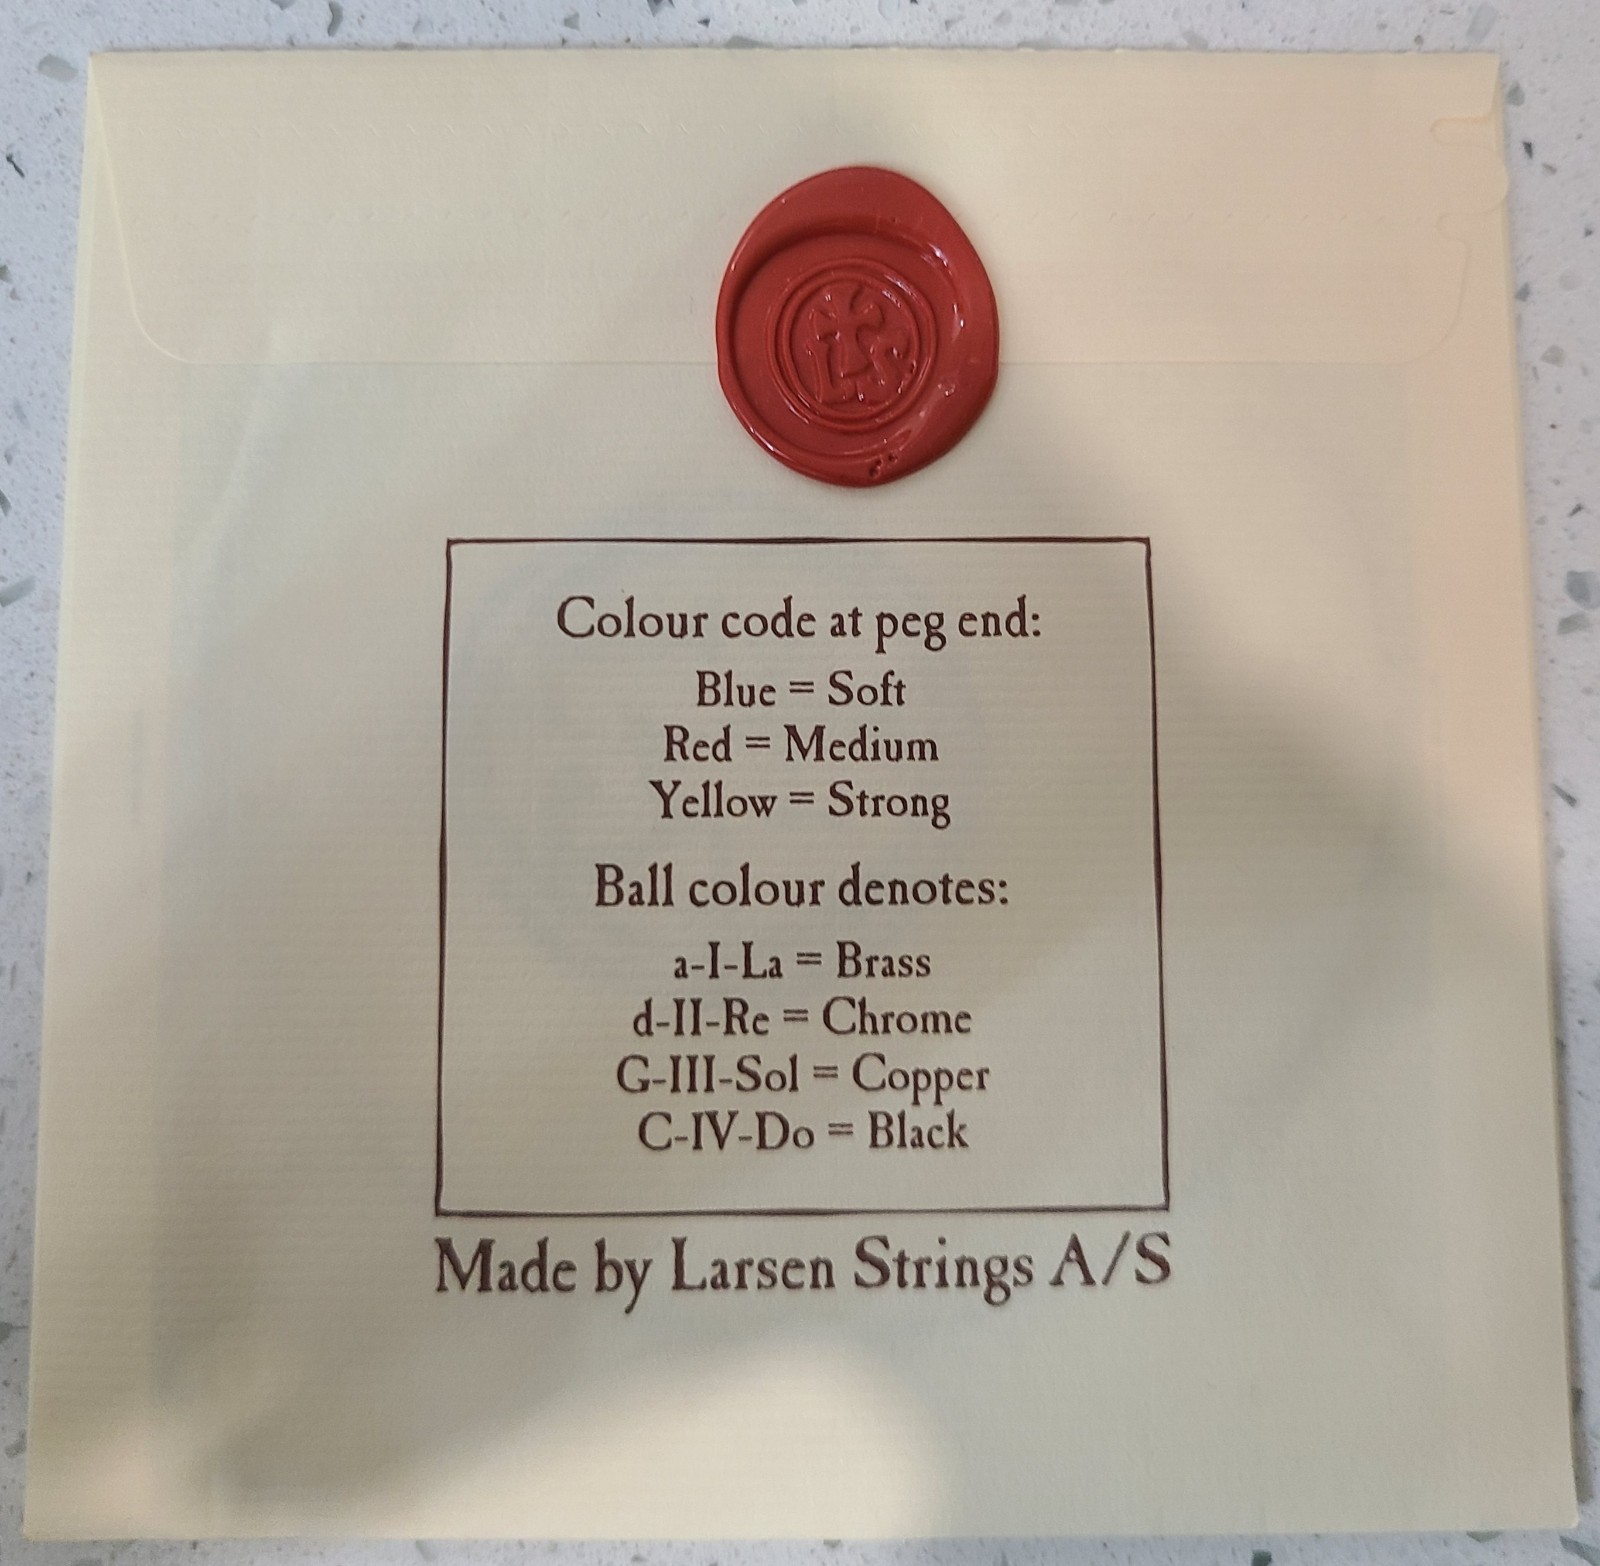 LS
Colour code at peg end:
Blue = Soft
Red = Medium
Yellow = Strong
Ball colour denotes:
a-I-La = Brass
d-II-Re = Chrome
G-III-Sol = Copper
C-IV-Do = Black
Made by Larsen Strings A/S